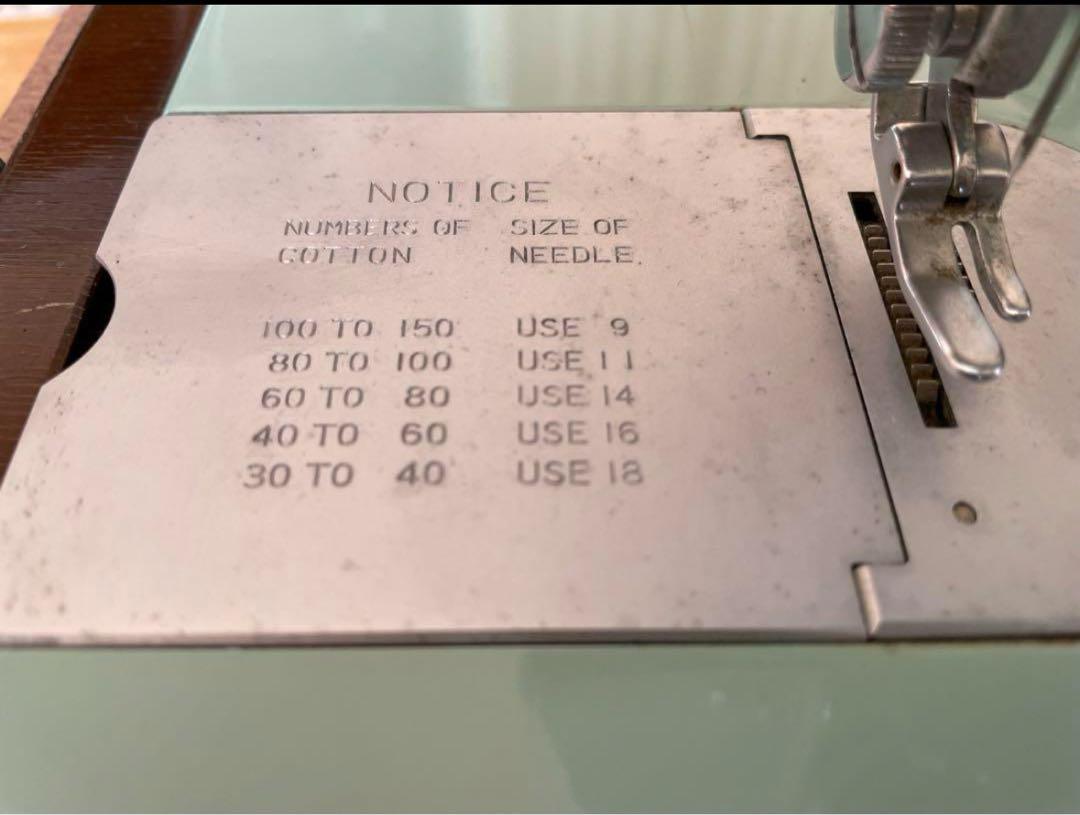 NOTICE
NUMBERS OF SIZE OF
COTTON NEEDLE.
100 TO 150 USE 9
80 TO 100 USE 11
60 TO 80 USE 14
40 TO 60 USE 16
30 TO 40 USE 18